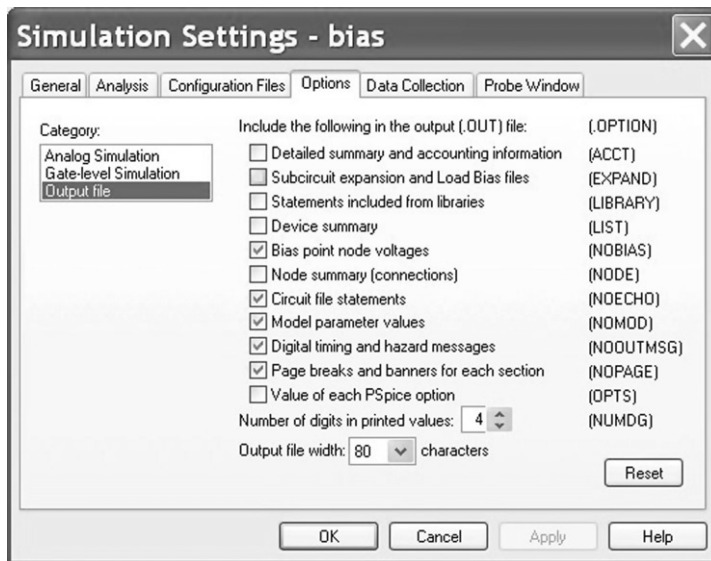 Simulation Settings - bias
General Analysis Configuration Files Options Data Collection Probe Window
Category:
Analog Simulation
Gate-level Simulation
Output file
Include the following in the output (.OUT) file: (.OPTION)
Detailed summary and accounting information (ACCT)
Subcircuit expansion and Load Bias files (EXPAND)
Statements included from libraries (LIBRARY)
Device summary (LIST)
Bias point node voltages (NOBIAS)
Node summary (connections) (NODE)
Circuit file statements (NOECHO)
Model parameter values (NOMOD)
Digital timing and hazard messages (NOOUTMSG)
Page breaks and banners for each section (NOPAGE)
Value of each PSpice option (OPTS)
Number of digits in printed values: 4 (NUMDG)
Output file width: 80 characters
Reset
OK Cancel Apply Help